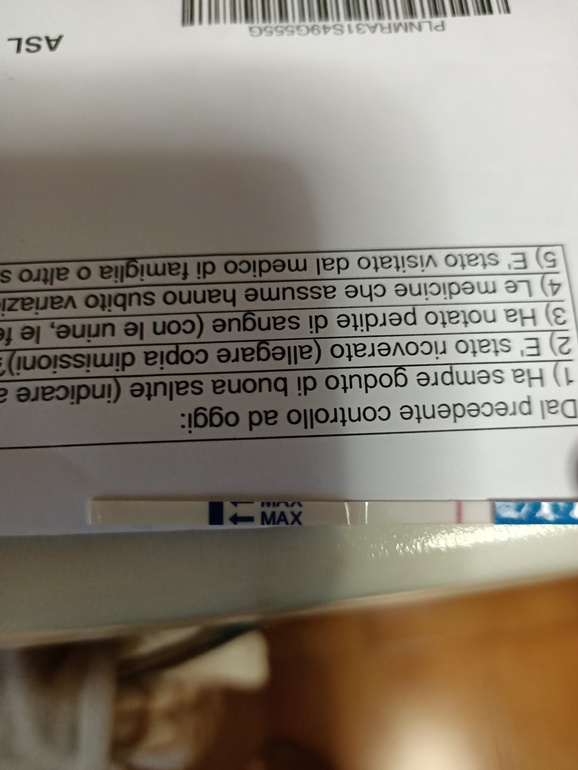 Dal precedente controllo ad oggi:
1) Ha sempre goduto di buona salute (indicare
2) E' stato ricoverato (allegare copia dimissioni)
3) Ha notato perdite di sangue (con le urine, le
4) Le medicine che assume hanno subito
5) E' stato visitato dal medico di famiglia o altro
ASL
PLNMRA31S49G555G
MAX
MAX